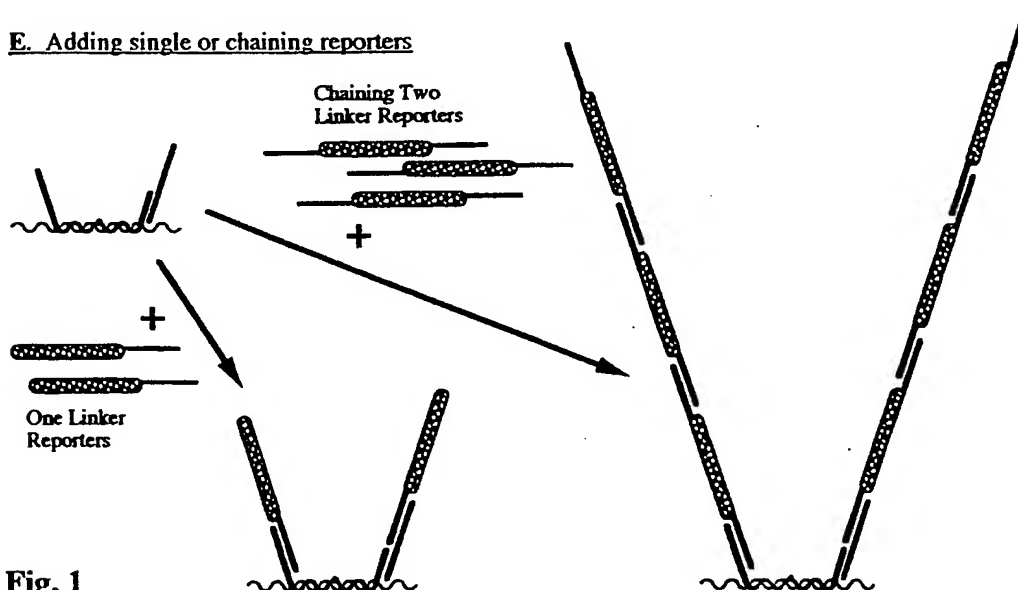 E. Adding single or chaining reporters
Chaining Two
Linker Reporters
+
+
One Linker
Reporters
Fig. 1